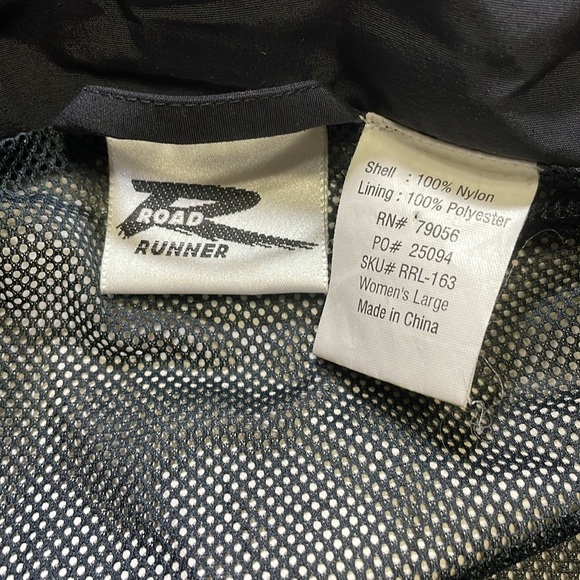 ROAD
RUNNER
Shell : 100% Nylon
Lining : 100% Polyester
RN# 79056
PO# 25094
SKU# RRL-163
Women's Large
Made in China